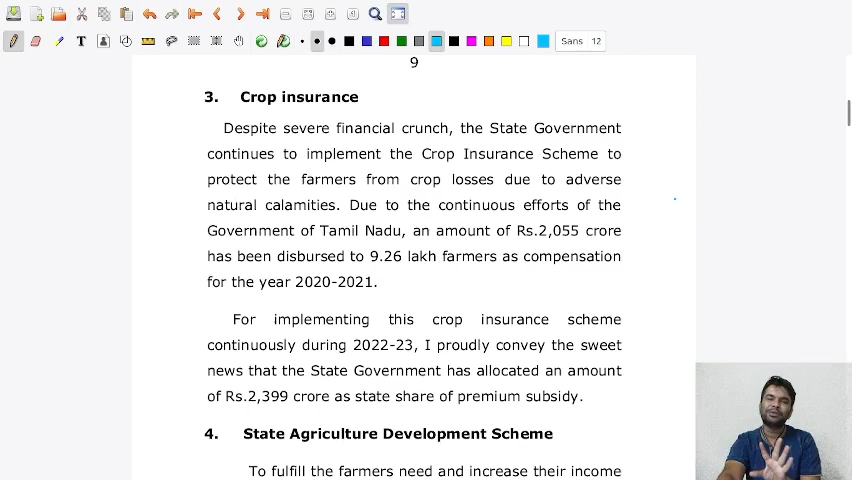 Sans 12
9
3. Crop insurance
Despite severe financial crunch, the State Government
continues to implement the Crop Insurance Scheme to
protect the farmers from crop losses due to adverse
natural calamities. Due to the continuous efforts of the
Government of Tamil Nadu, an amount of Rs.2,055 crore
has been disbursed to 9.26 lakh farmers as compensation
for the year 2020-2021.
For implementing this crop insurance scheme
continuously during 2022-23, I proudly convey the sweet
news that the State Government has allocated an amount
of Rs.2,399 crore as state share of premium subsidy.
4. State Agriculture Development Scheme
To fulfill the farmers need and increase their income